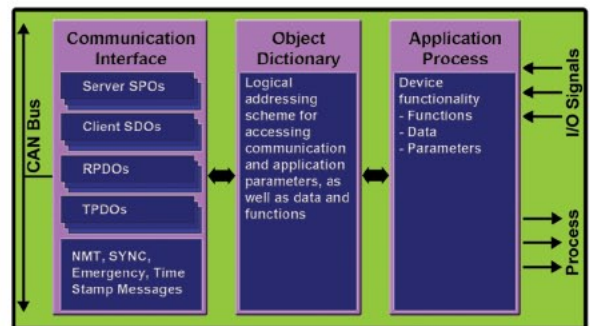 CAN Bus
Communication
Interface
Server SPOs
Client SDOs
RPDOs
TPDOs
NMT, SYNC,
Emergency, Time
Stamp Messages
Object
Dictionary
Logical
addressing
scheme for
accessing
communication
and application
parameters, as
well as data and
functions
Application
Process
Device
functionality
- Functions
- Data
- Parameters
I/O Signals
Process